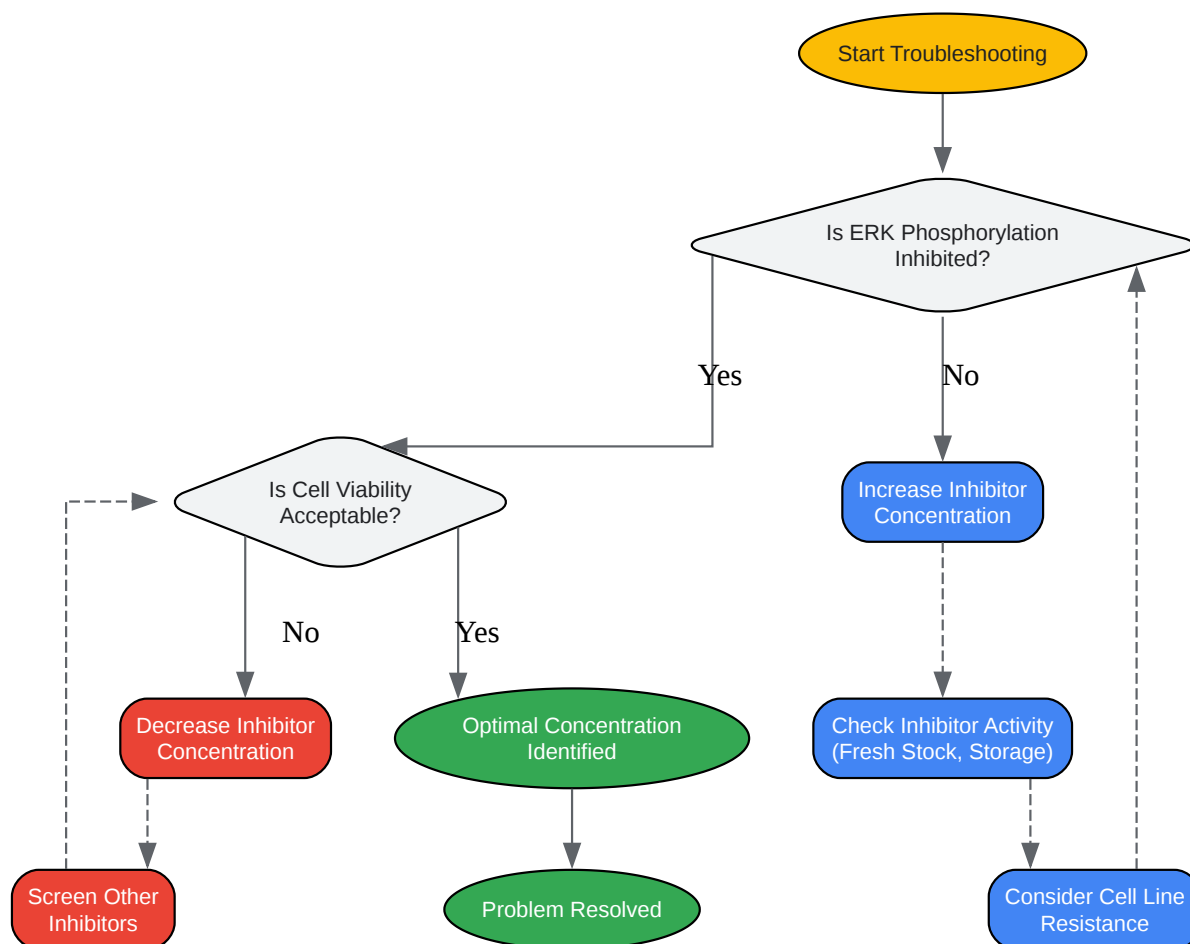 Start Troubleshooting
Is ERK Phosphorylation
Inhibited?
Yes
No
Is Cell Viability
Acceptable?
Increase Inhibitor
Concentration
No
Yes
Decrease Inhibitor
Concentration
Optimal Concentration
Identified
Check Inhibitor Activity
(Fresh Stock, Storage)
Screen Other
Inhibitors
Problem Resolved
Consider Cell Line
Resistance